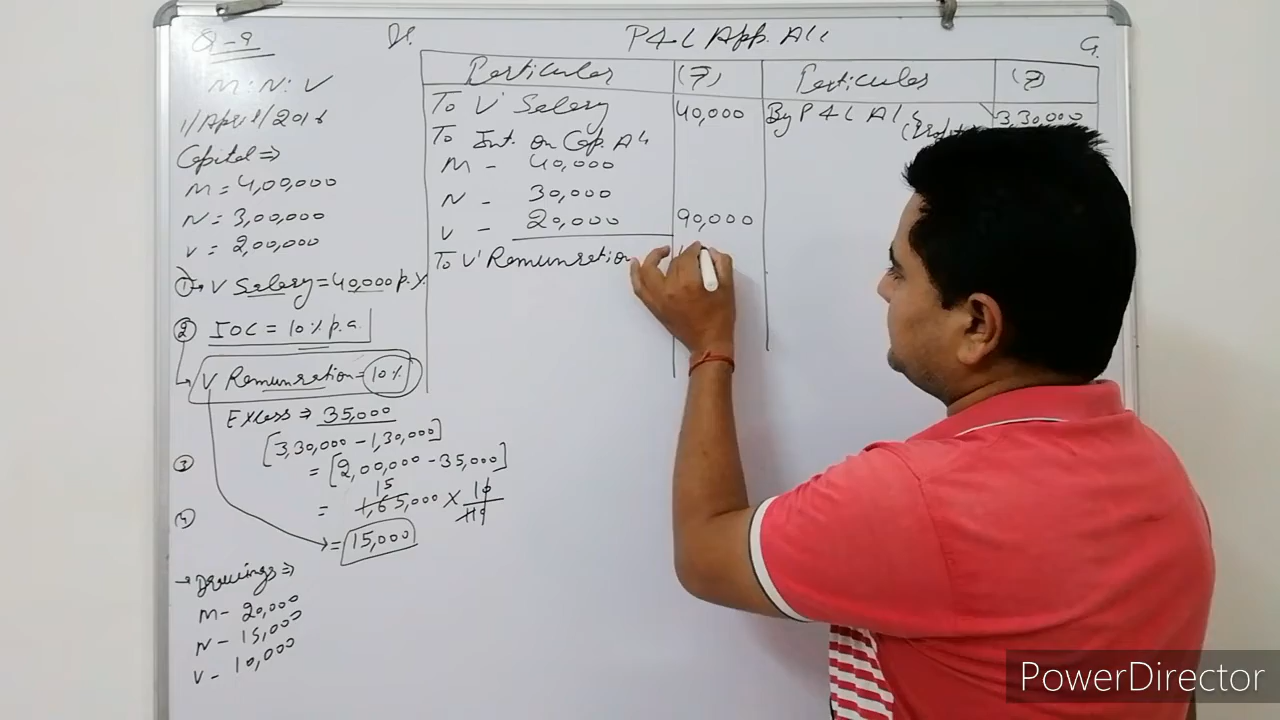 Q-9
M : N : V
1/April/2016
Capital ⇒
M = 4,00,000
N = 3,00,000
V = 2,00,000
① → V Salary = 40,000 p.y.
② IOC = 10% p.a.
V Remunration = 10%
Excess ⇒ 35,000
[3,30,000 - 1,30,000]
③ = [2,00,000 - 35,000]
15
= 1,65,000 × 10/110
④
= 15,000
→ Drawings ⇒
M - 20,000
N - 15,000
V - 10,000
Dr. P&L App. A/c Cr.
Particulars (₹) Particulars (₹)
To V' Salary 40,000 By P & L A/c 3,30,000
(Profit)
To Int. on Cap. A/c
M - 40,000
N - 30,000
V - 20,000 90,000
To V' Remunration
PowerDirector